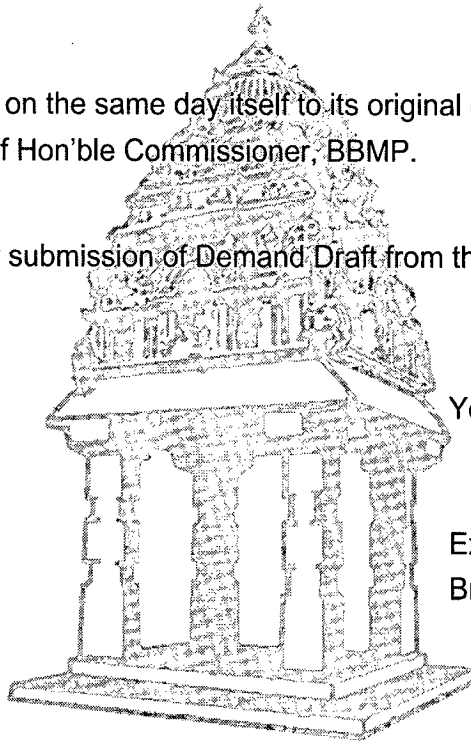 on the same day itself to its original
f Hon'ble Commissioner, BBMP.
submission of Demand Draft from th
Yo
Ex
Br